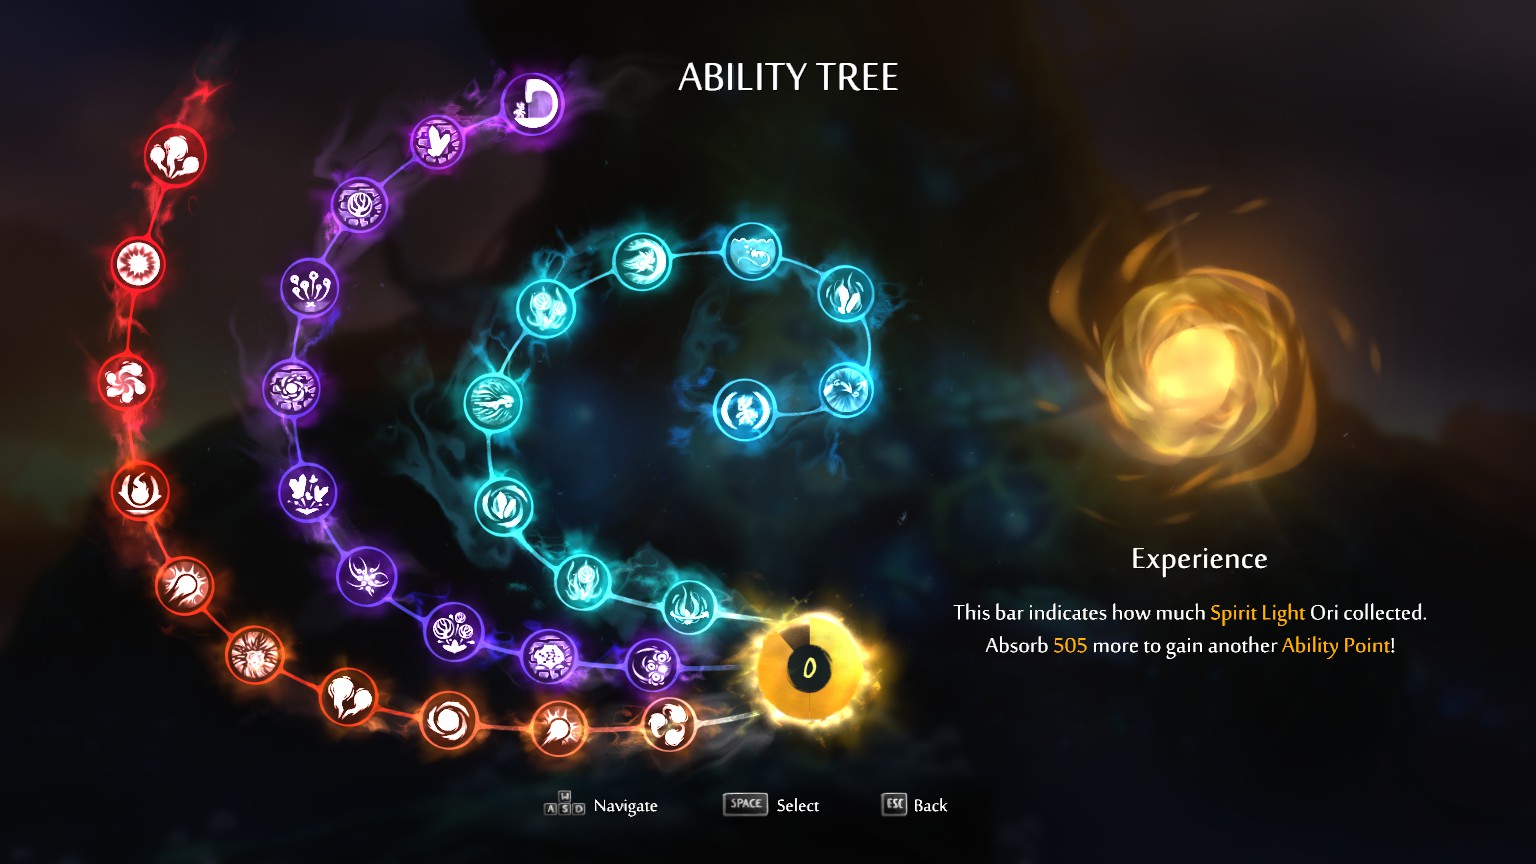 ABILITY TREE
0
Experience
This bar indicates how much Spirit Light Ori collected.
Absorb 505 more to gain another Ability Point!
W
A S D Navigate SPACE Select ESC Back